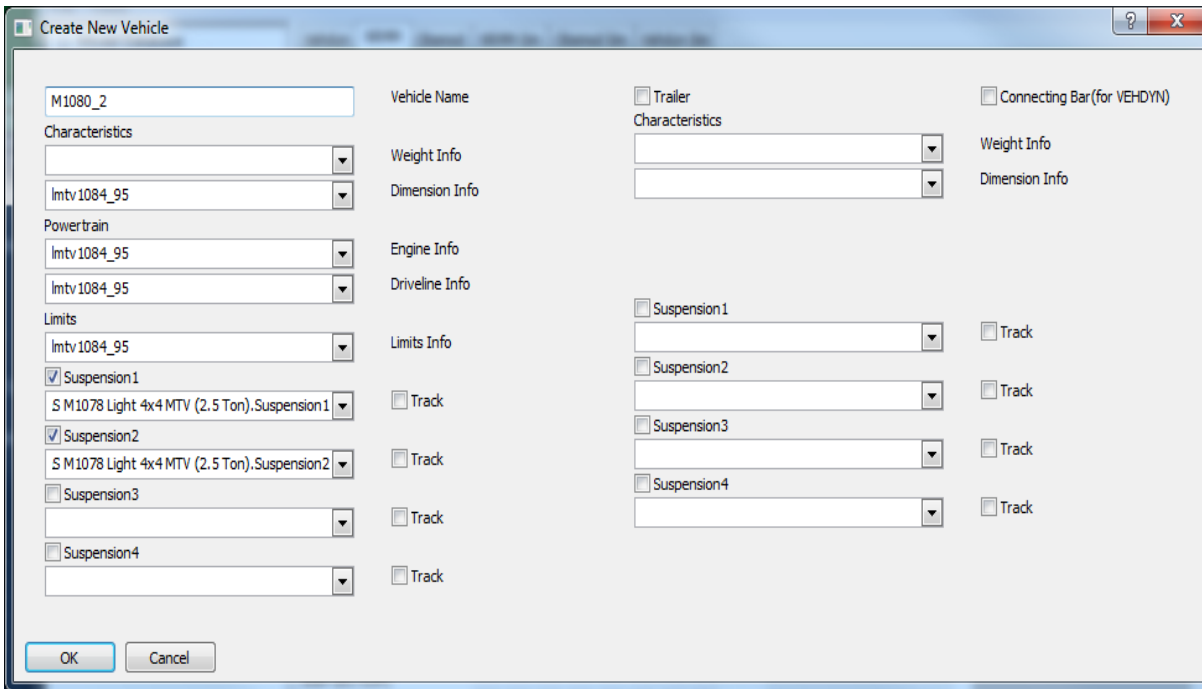 Create New Vehicle
M1080_2
Vehicle Name
Trailer
Connecting Bar(for VEHDYN)
Characteristics
Characteristics
Weight Info
Weight Info
lmtv1084_95
Dimension Info
Dimension Info
Powertrain
lmtv1084_95
Engine Info
lmtv1084_95
Driveline Info
Limits
lmtv1084_95
Limits Info
Suspension1
S M1078 Light 4x4 MTV (2.5 Ton).Suspension1
Track
Suspension2
S M1078 Light 4x4 MTV (2.5 Ton).Suspension2
Track
Suspension3
Track
Suspension4
Track
Suspension1
Track
Suspension2
Track
Suspension3
Track
Suspension4
Track
OK
Cancel